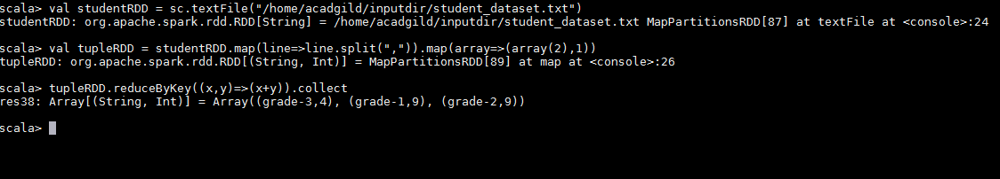 scala> val studentRDD = sc.textFile("/home/acadgild/inputdir/student_dataset.txt")
studentRDD: org.apache.spark.rdd.RDD[String] = /home/acadgild/inputdir/student_dataset.txt MapPartitionsRDD[87] at textFile at <console>:24
scala> val tupleRDD = studentRDD.map(line=>line.split(",")).map(array=>(array(2),1))
tupleRDD: org.apache.spark.rdd.RDD[(String, Int)] = MapPartitionsRDD[89] at map at <console>:26
scala> tupleRDD.reduceByKey((x,y)=>(x+y)).collect
res38: Array[(String, Int)] = Array((grade-3,4), (grade-1,9), (grade-2,9))
scala>